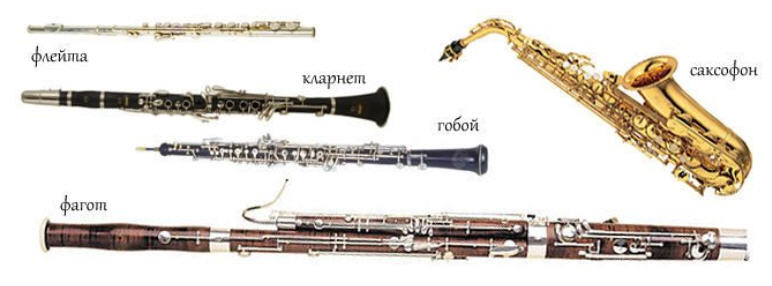 флейта
кларнет
саксофон
гобой
фагот